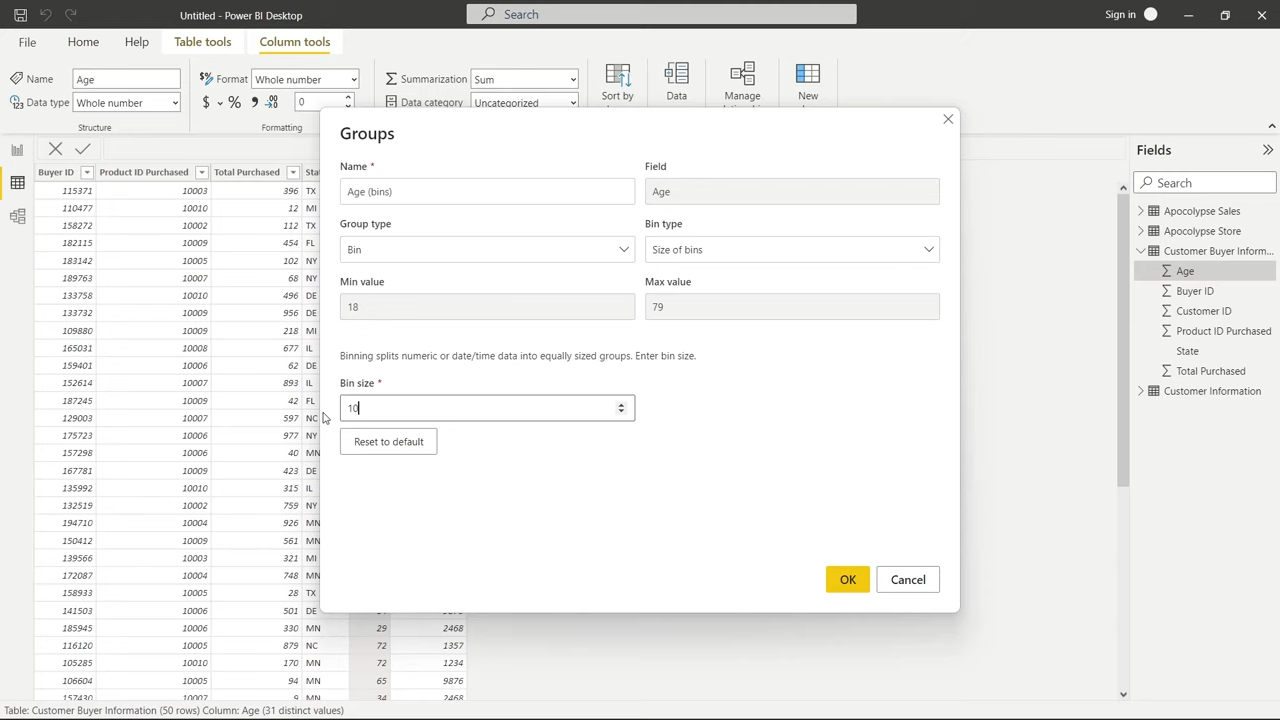 Untitled - Power BI Desktop
Search
Sign in
File
Home
Help
Table tools
Column tools
Name
Age
Format
Whole number
Summarization
Sum
Data type
Whole number
$ % 9 .00
0
Data category
Uncategorized
Sort by
Data
Manage
New
Structure
Formatting
Groups
Name *
Age (bins)
Field
Age
Group type
Bin
Bin type
Size of bins
Min value
18
Max value
79
Binning splits numeric or date/time data into equally sized groups. Enter bin size.
Bin size *
10
Reset to default
OK
Cancel
Buyer ID Product ID Purchased Total Purchased
115371 10003 396 TX
110477 10010 12 MI
158272 10002 112 TX
182115 10009 454 FL
183142 10005 102 NY
189763 10007 68 NY
133758 10010 496 DE
133732 10009 956 DE
109880 10009 218 MI
165031 10008 677 IL
159401 10006 62 DE
152614 10007 893 IL
187245 10009 42 FL
129003 10007 597 NC
175723 10006 977 NY
157298 10006 40 MN
167781 10009 423 DE
135992 10010 315 IL
132519 10002 759 NY
194710 10004 926 MN
150412 10009 561 MN
139566 10003 321 MI
172087 10004 748 MN
158933 10005 28 TX
141503 10006 501 DE
185945 10006 330 MN 29 2468
116120 10005 879 NC 72 1357
105285 10010 170 MN 72 1234
106604 10005 94 MN 65 9876
157430 10007 9 MN 34 2468
Fields
Search
Apocolypse Sales
Apocolypse Store
Customer Buyer Inform...
Age
Buyer ID
Customer ID
Product ID Purchased
State
Total Purchased
Customer Information
Table: Customer Buyer Information (50 rows) Column: Age (31 distinct values)